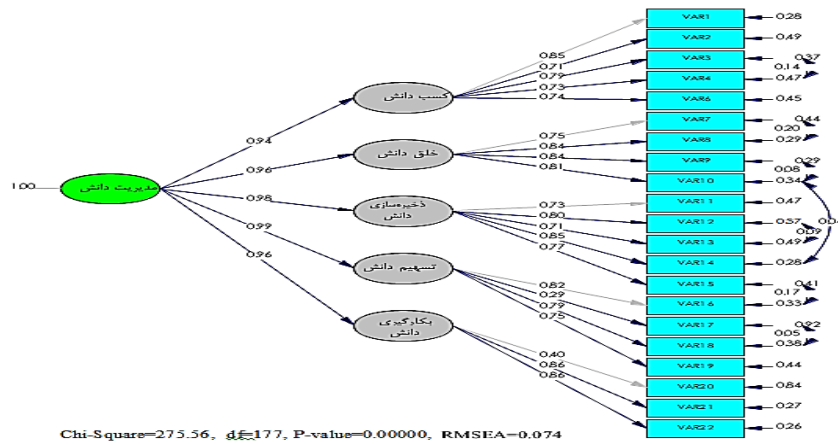 VAR1
0.28
VAR2
0.49
VAR3
0.37
0.14
VAR4
0.47
VAR6
0.45
VAR7
0.44
0.20
VAR8
0.29
VAR9
0.29
0.08
VAR10
0.34
VAR11
0.47
VAR12
0.37
VAR13
0.49
0.09
VAR14
0.28
VAR15
0.41
0.17
VAR16
0.33
VAR17
0.92
0.05
VAR18
0.38
VAR19
0.44
VAR20
0.84
VAR21
0.27
VAR22
0.26
0.85
0.71
0.79
0.73
0.74
0.75
0.84
0.84
0.81
0.73
0.80
0.71
0.85
0.77
0.82
0.29
0.79
0.75
0.40
0.86
0.86
کسب دانش
خلق دانش
ذخیره‌سازی
دانش
تسهیم دانش
بکارگیری
دانش
0.94
0.96
0.98
0.99
0.96
1.00
مدیریت دانش
Chi-Square=275.56, df=177, P-value=0.00000, RMSEA=0.074